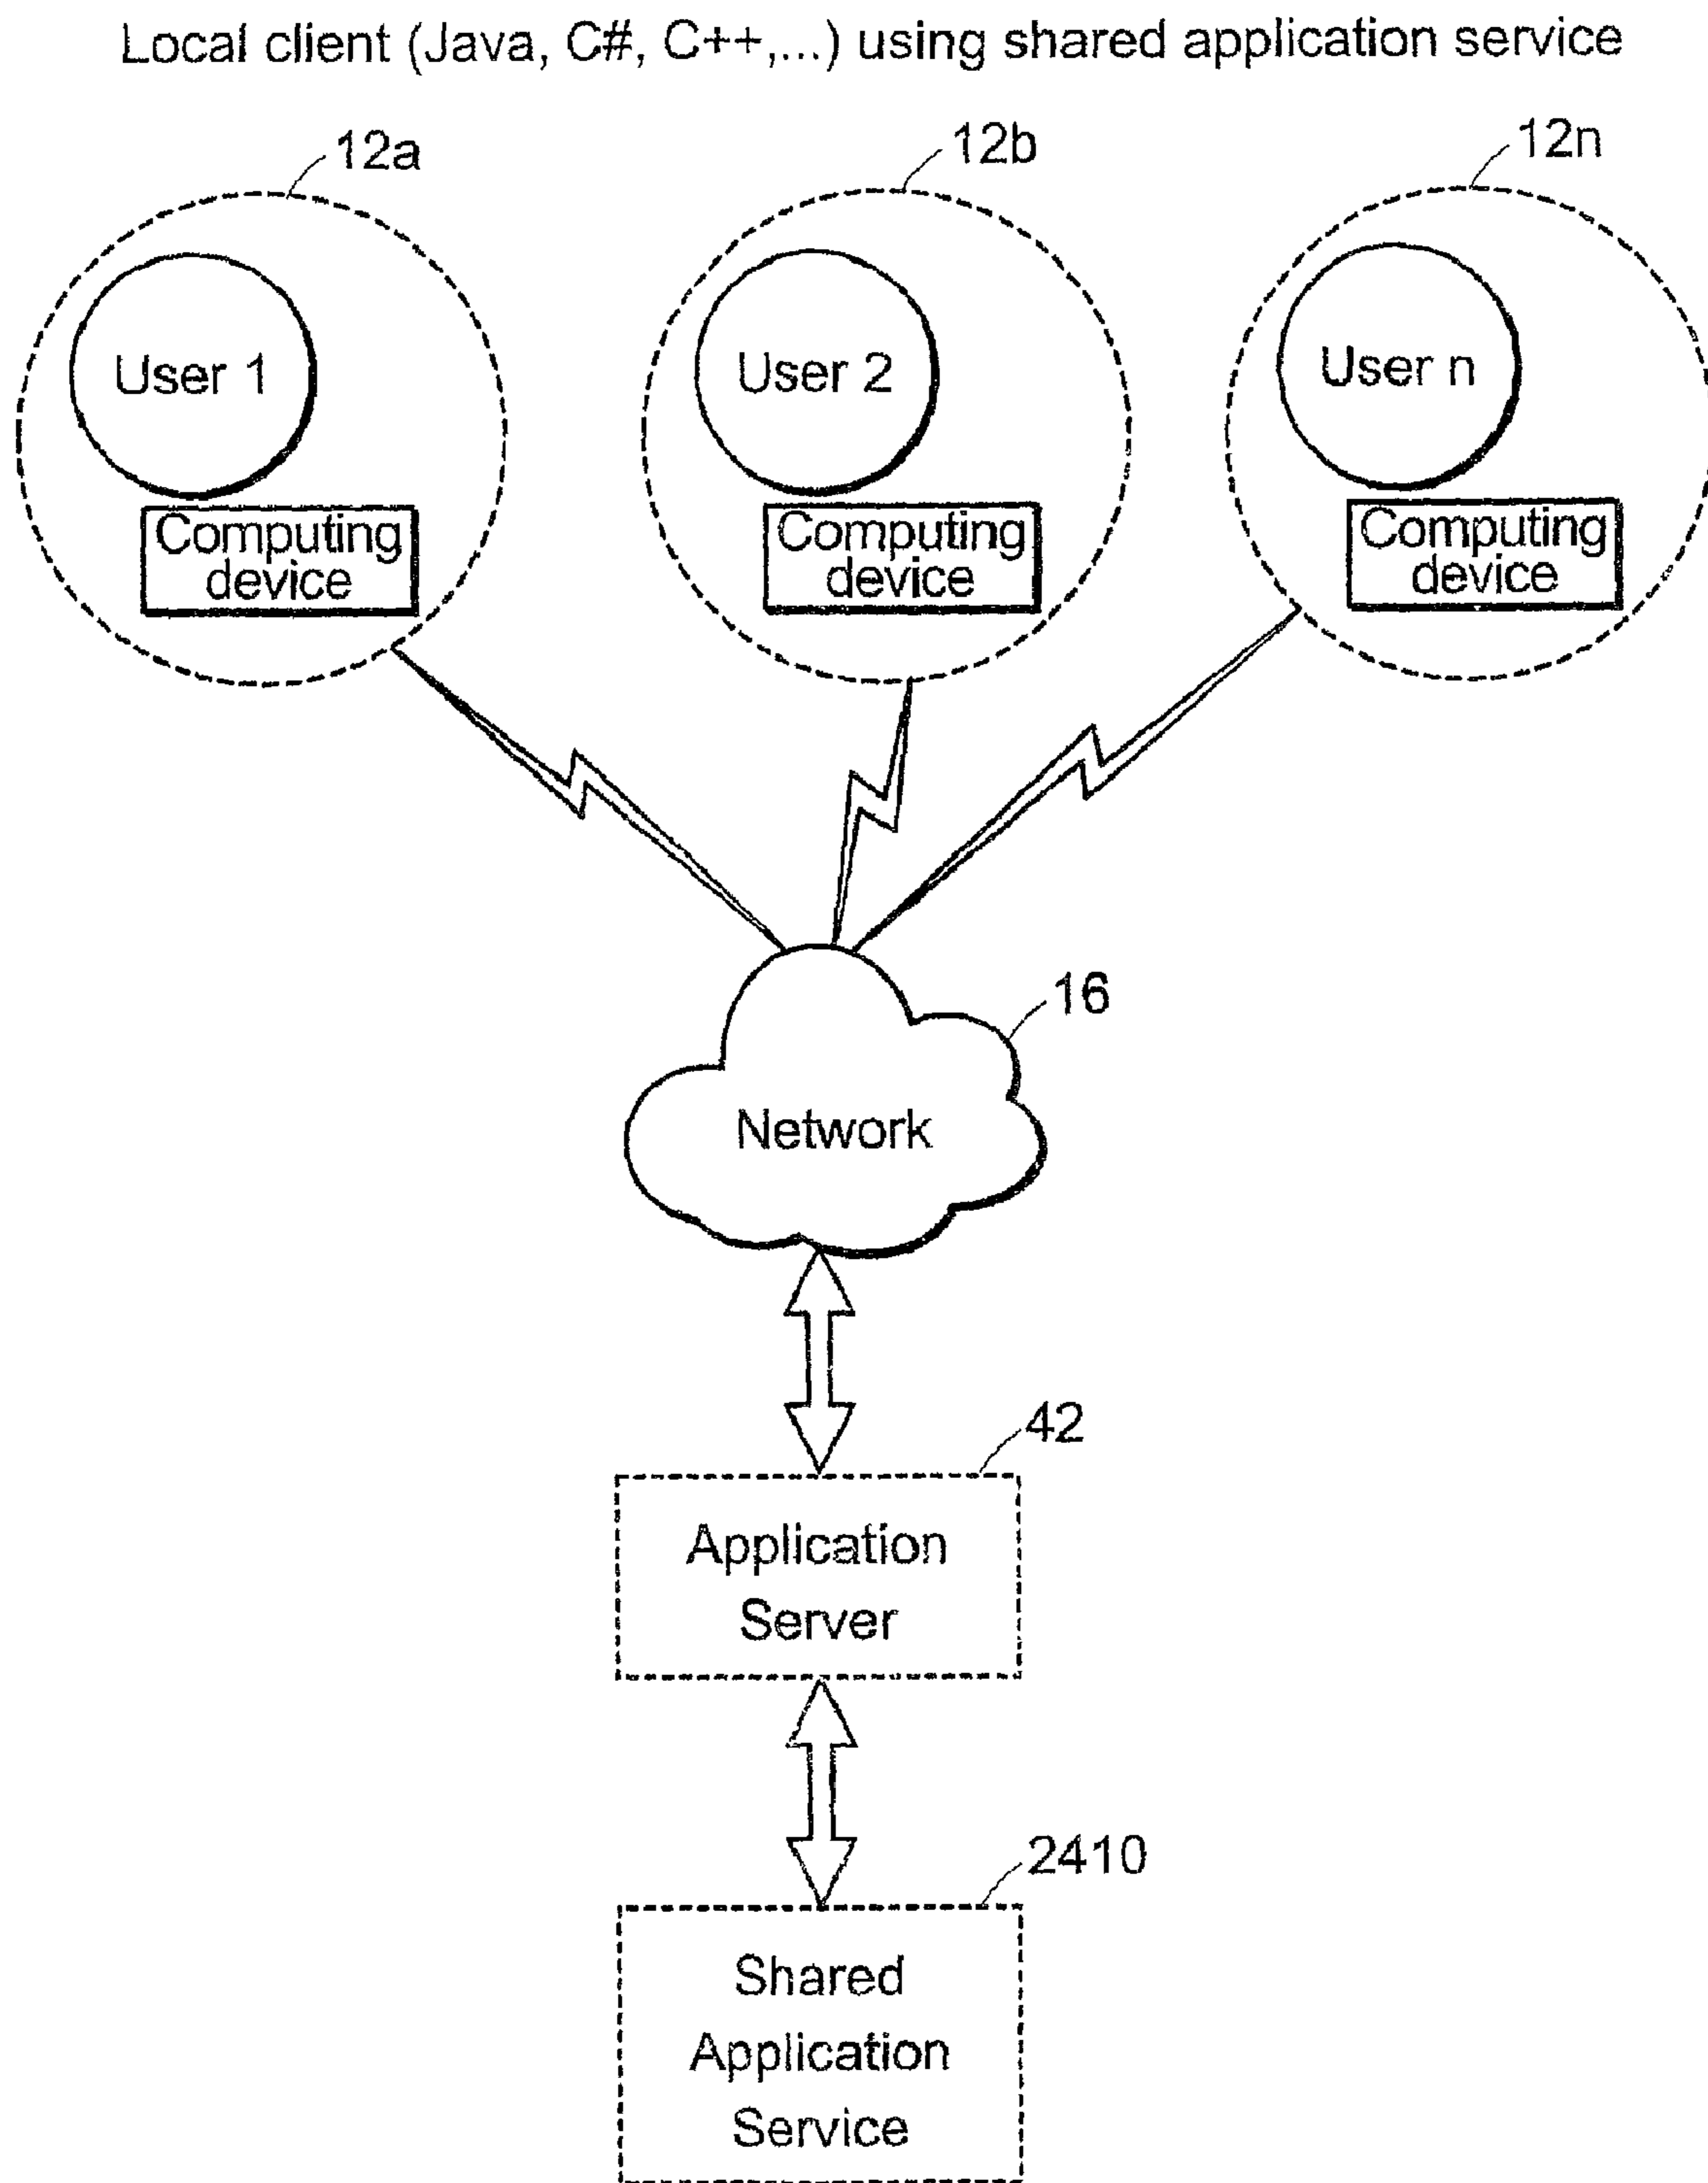 Local client (Java, C#, C++,...) using shared application service
12a
12b
12n
User 1
User 2
User n
Computing
device
Computing
device
Computing
device
16
Network
42
Application
Server
2410
Shared
Application
Service